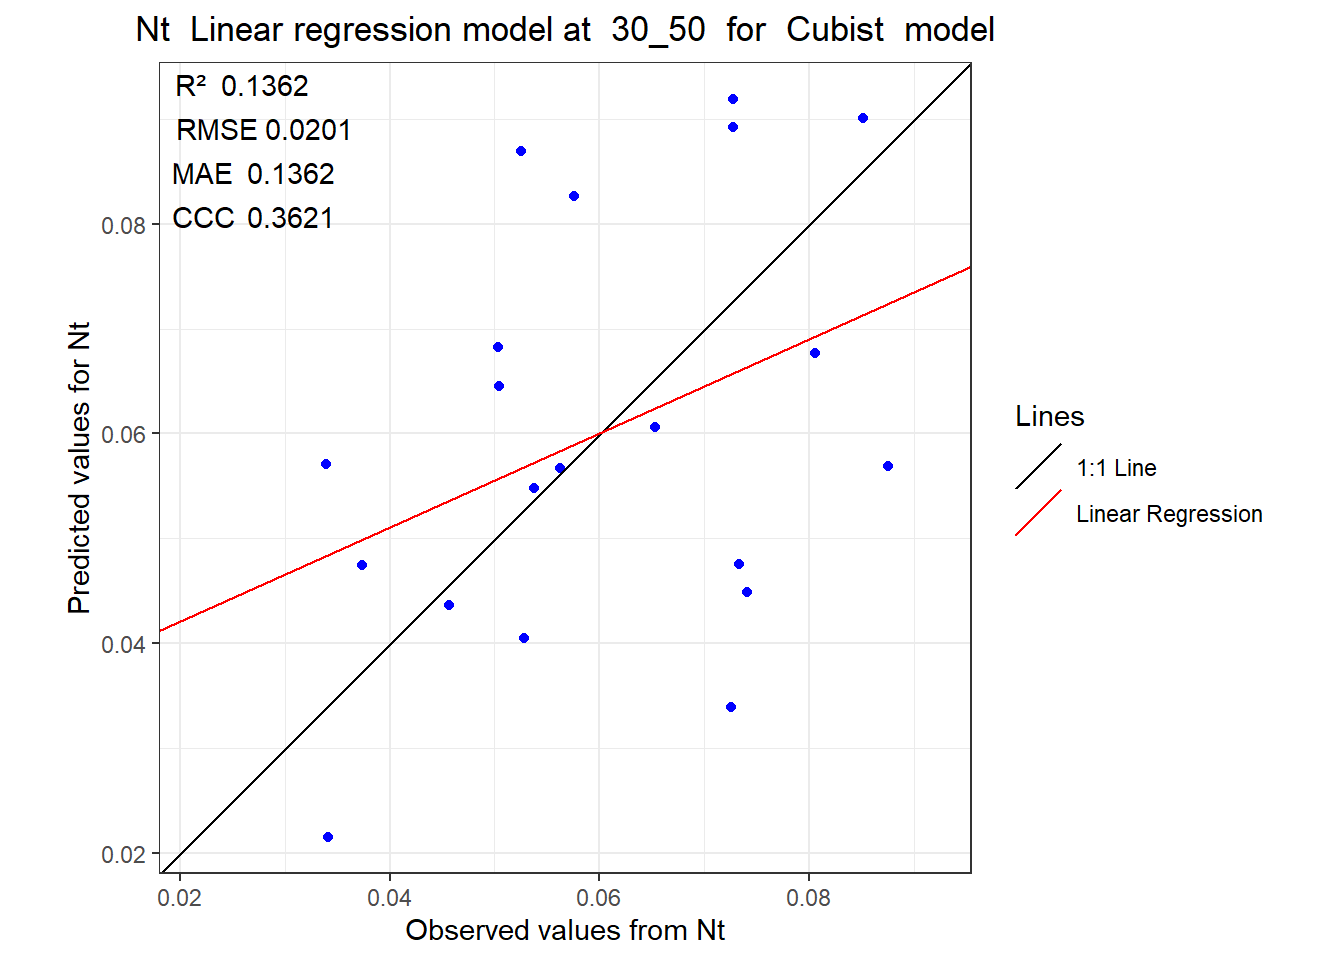 Nt Linear regression model at 30_50 for Cubist model
R² 0.1362
RMSE 0.0201
MAE 0.1362
CCC 0.3621
0.08
0.06
0.04
0.02
Predicted values for Nt
0.02 0.04 0.06 0.08
Observed values from Nt
Lines
1:1 Line
Linear Regression